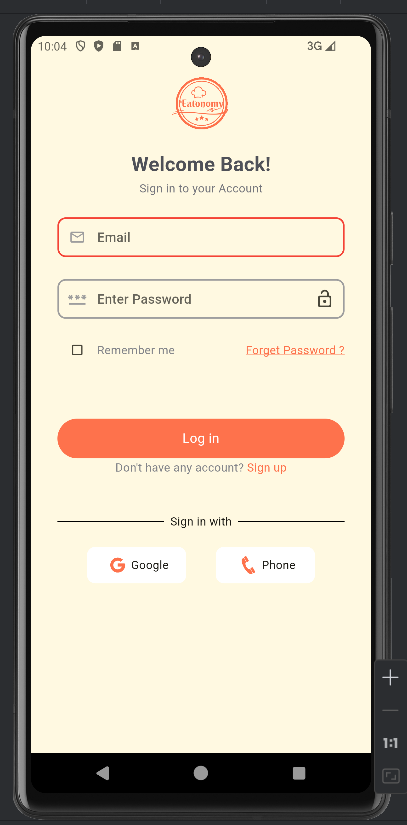 10:04
3G
Eatonomy
Welcome Back!
Sign in to your Account
Email
*** Enter Password
Remember me
Forget Password ?
Log in
Don't have any account? Sign up
Sign in with
G Google
Phone
1:1